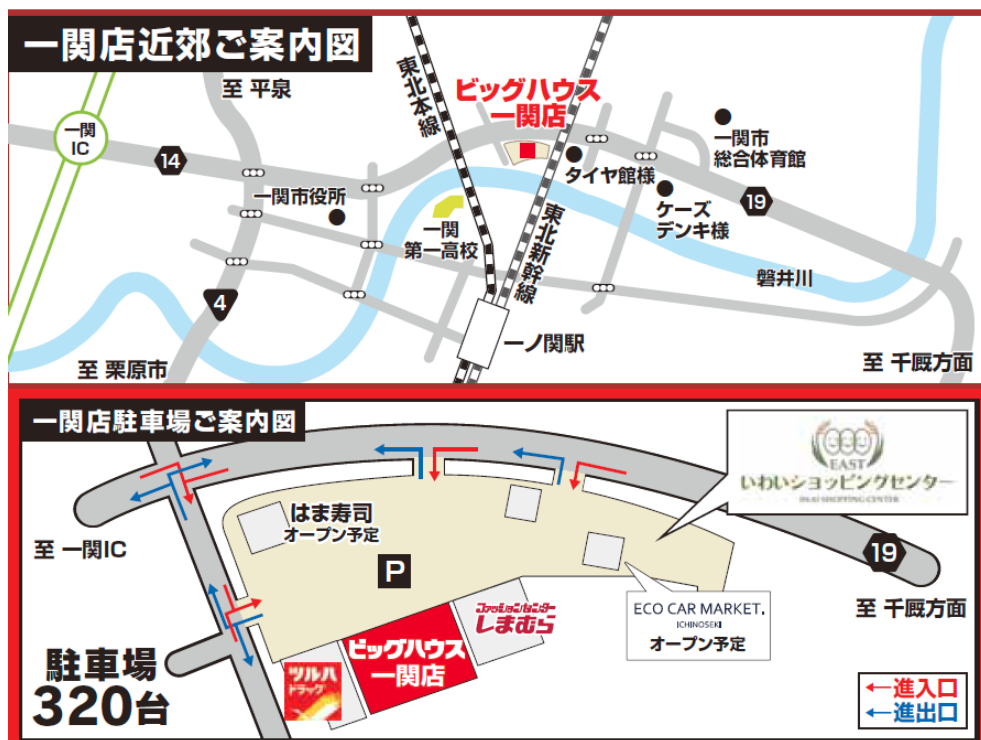 一関店近郊ご案内図
至 平泉
東北本線
ビッグハウス
一関店
一関
IC
14
一関市
総合体育館
タイヤ館様
一関市役所
19
ケーズ
デンキ様
一関
第一高校
東北新幹線
磐井川
4
一ノ関駅
至 栗原市
至 千厩方面
一関店駐車場ご案内図
EAST
いわいショッピングセンター
IWAI SHOPPING CENTER
はま寿司
オープン予定
至 一関IC
P
19
ECO CAR MARKET.
ICHINOSEKI
オープン予定
至 千厩方面
ファッションセンター
しまむら
ビッグハウス
一関店
ツルハ
ドラッグ
駐車場
320台
←進入口
←進出口